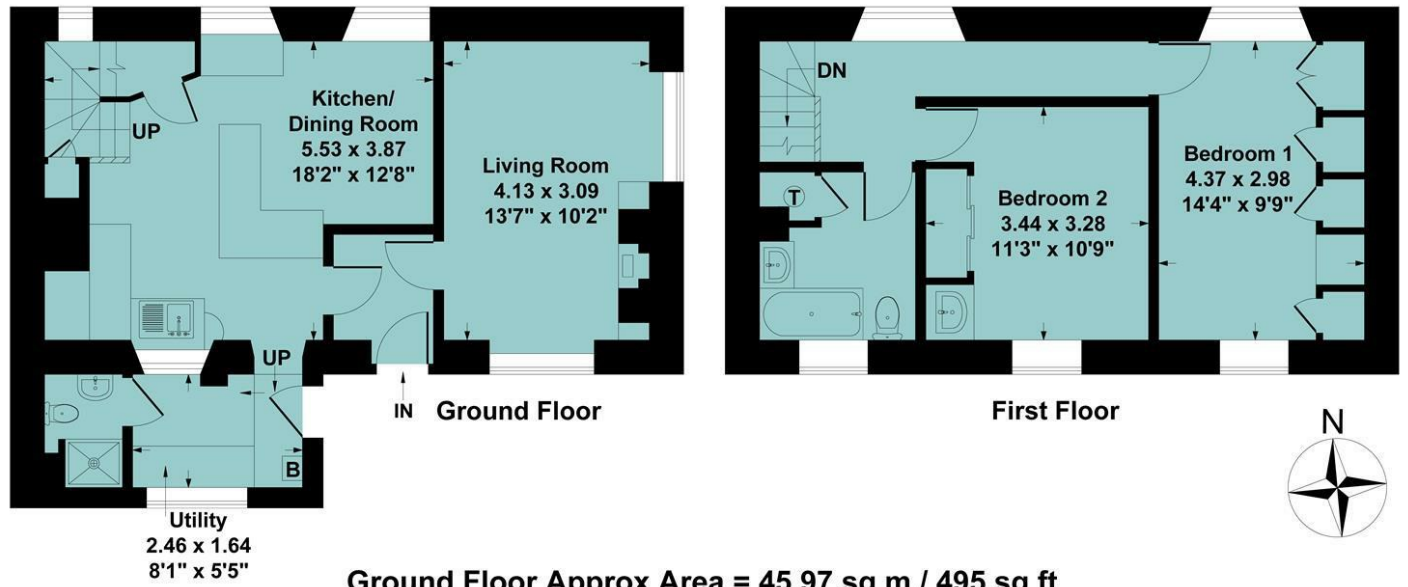 Kitchen/
Dining Room
5.53 x 3.87
18'2" x 12'8"
UP
Living Room
4.13 x 3.09
13'7" x 10'2"
UP
IN
Ground Floor
B
Utility
2.46 x 1.64
8'1" x 5'5"
DN
T
Bedroom 2
3.44 x 3.28
11'3" x 10'9"
Bedroom 1
4.37 x 2.98
14'4" x 9'9"
First Floor
N
Ground Floor Approx Area = 45.97 sq m / 495 sq ft